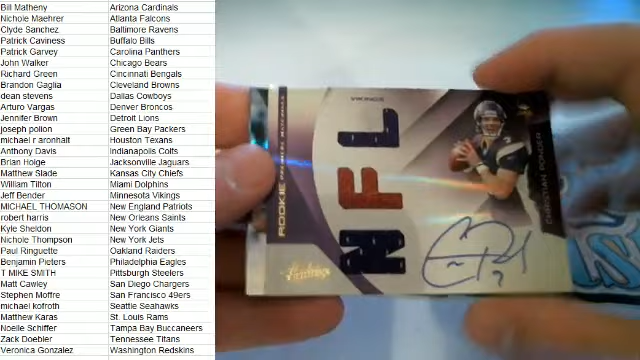 Bill Matheny Arizona Cardinals
Nichole Maehrer Atlanta Falcons
Clyde Sanchez Baltimore Ravens
Patrick Caviness Buffalo Bills
Patrick Garvey Carolina Panthers
John Walker Chicago Bears
Richard Green Cincinnati Bengals
Brandon Gaglia Cleveland Browns
dean stevens Dallas Cowboys
Arturo Vargas Denver Broncos
Jennifer Brown Detroit Lions
joseph polion Green Bay Packers
michael r aronhalt Houston Texans
Anthony Davis Indianapolis Colts
Brian Hoige Jacksonville Jaguars
Matthew Slade Kansas City Chiefs
William Tilton Miami Dolphins
Jeff Bender Minnesota Vikings
MICHAEL THOMASON New England Patriots
robert harris New Orleans Saints
Kyle Sheldon New York Giants
Nichole Thompson New York Jets
Paul Ringuette Oakland Raiders
Benjamin Pieters Philadelphia Eagles
T MIKE SMITH Pittsburgh Steelers
Matt Cawley San Diego Chargers
Stephen Moffre San Francisco 49ers
michael kofroth Seattle Seahawks
Matthew Karas St. Louis Rams
Noelle Schiffer Tampa Bay Buccaneers
Zack Doebler Tennessee Titans
Veronica Gonzalez Washington Redskins
ROOKIE PREMIERE MATERIALS
VIKINGS
NFL
CHRISTIAN PONDER